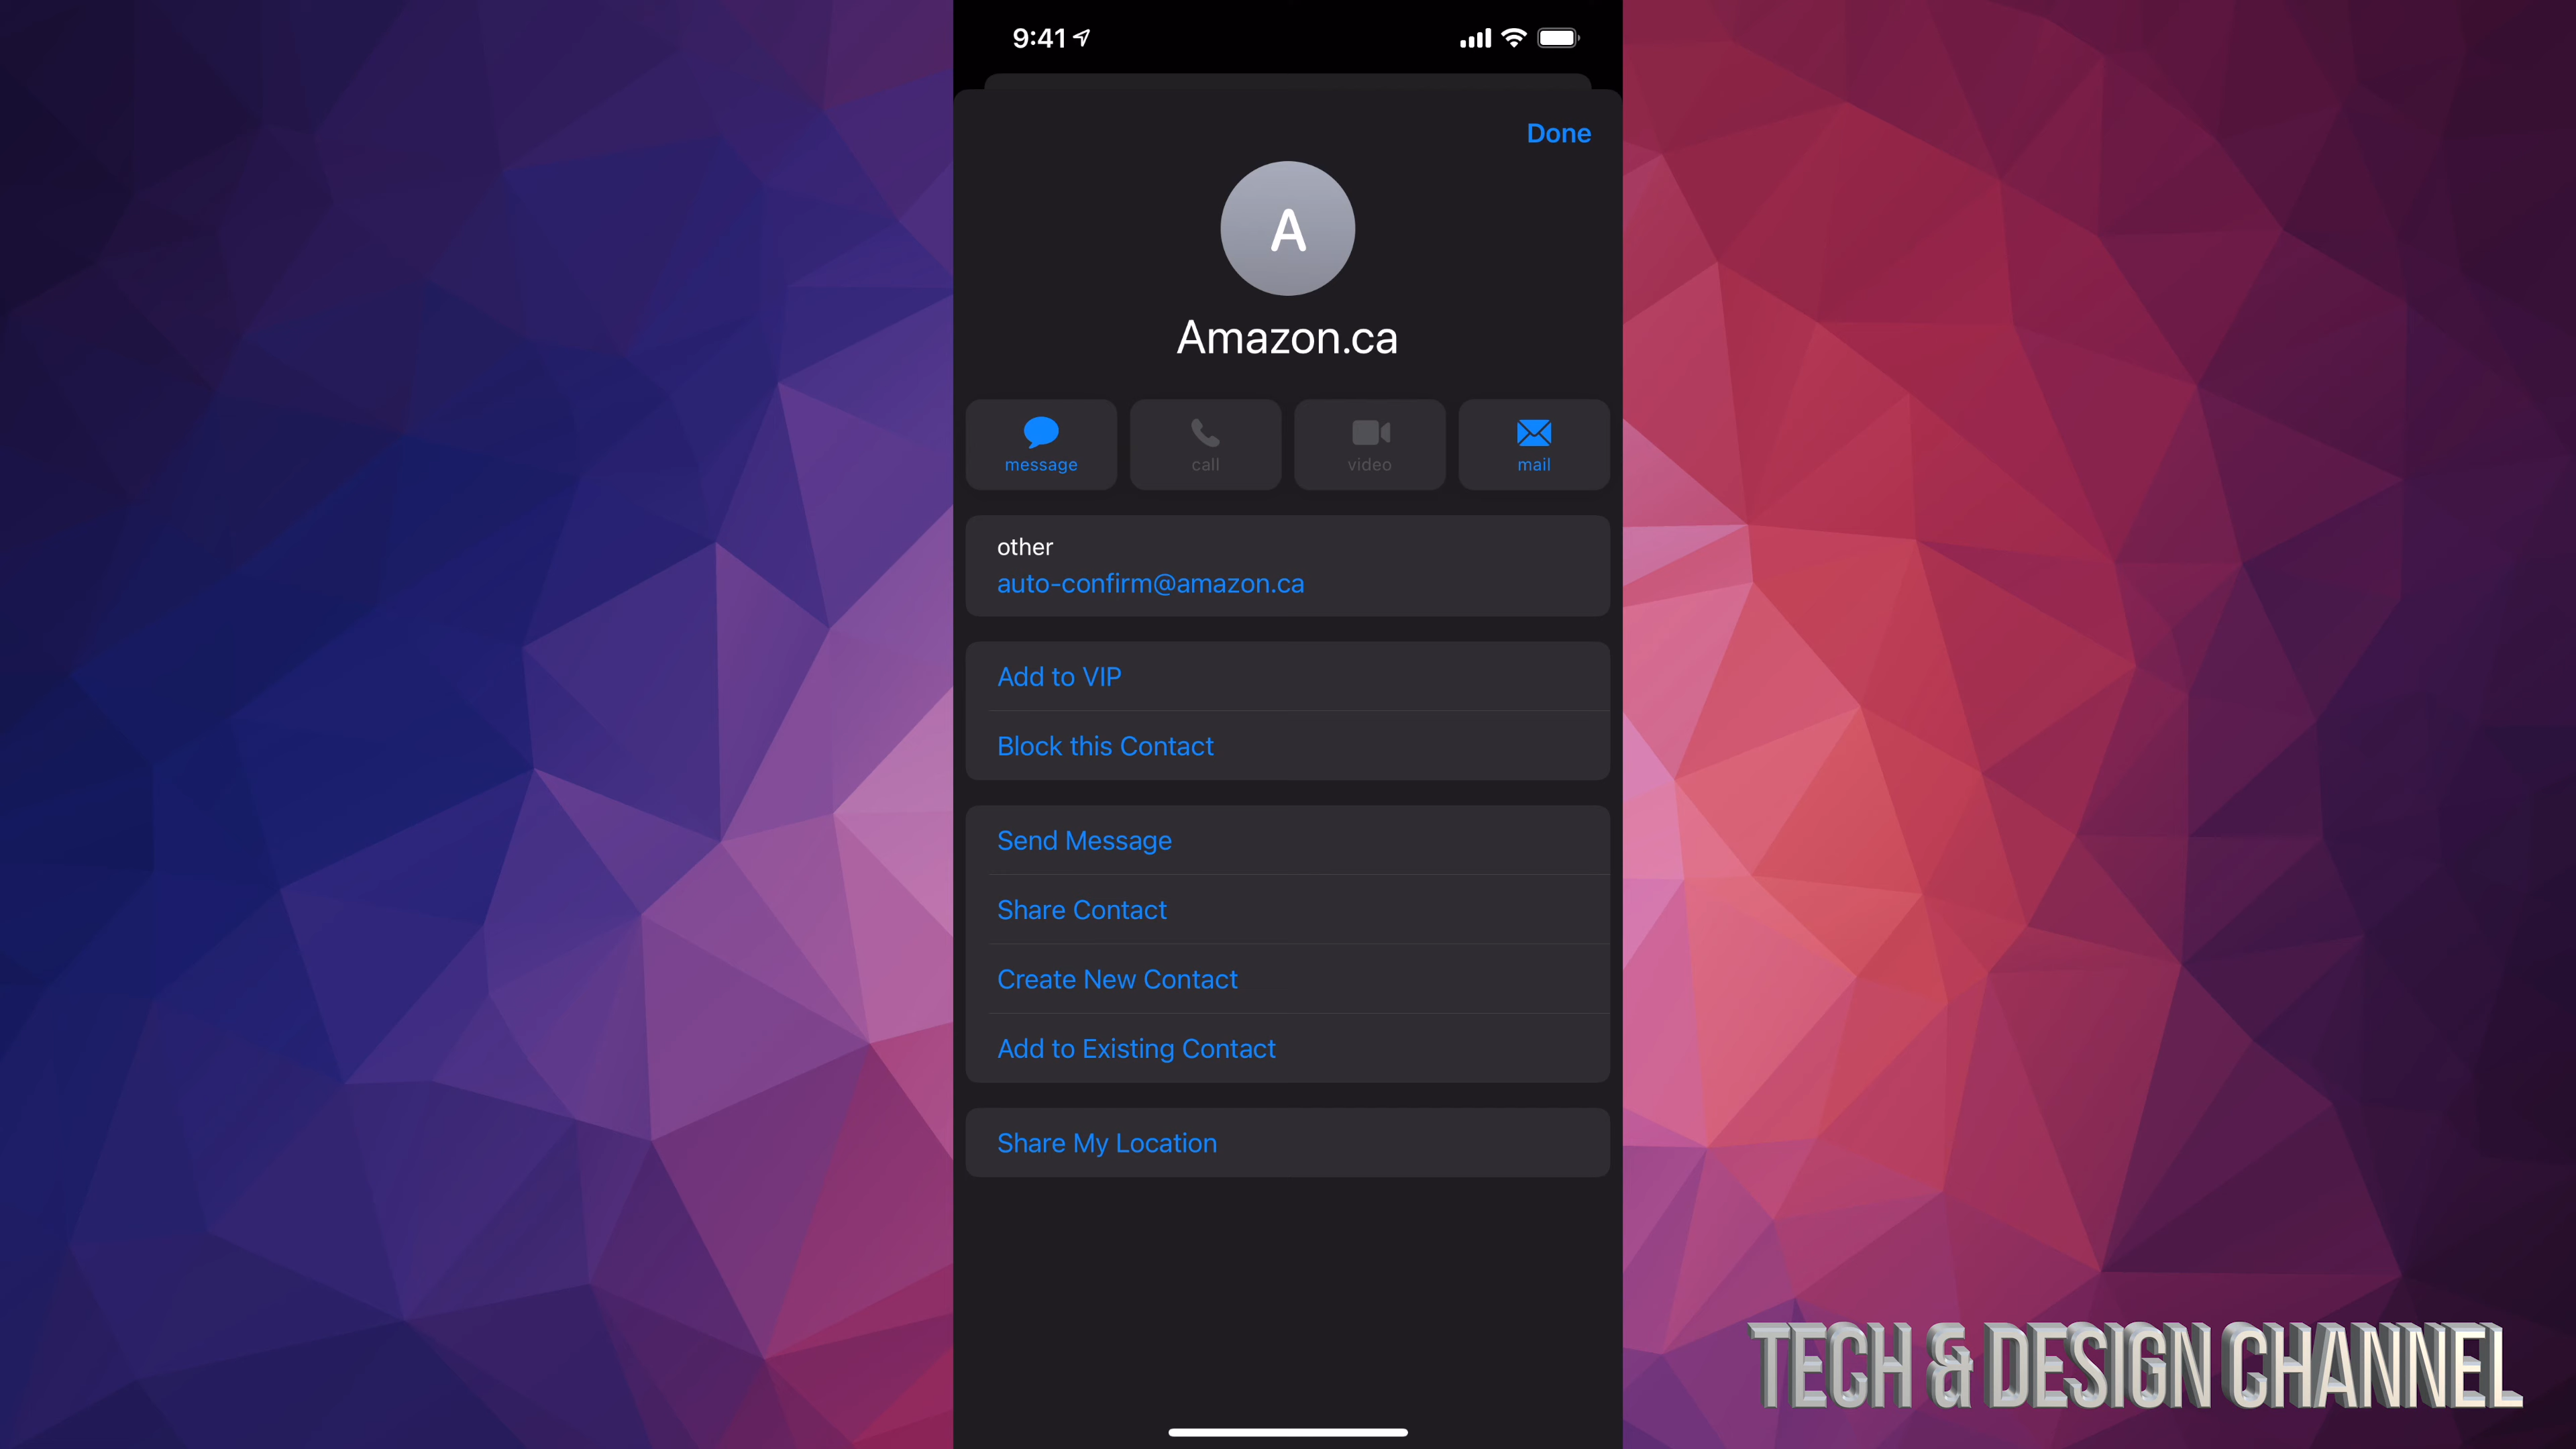 9:41
Done
A
Amazon.ca
message call video mail
other
auto-confirm@amazon.ca
Add to VIP
Block this Contact
Send Message
Share Contact
Create New Contact
Add to Existing Contact
Share My Location
TECH & DESIGN CHANNEL